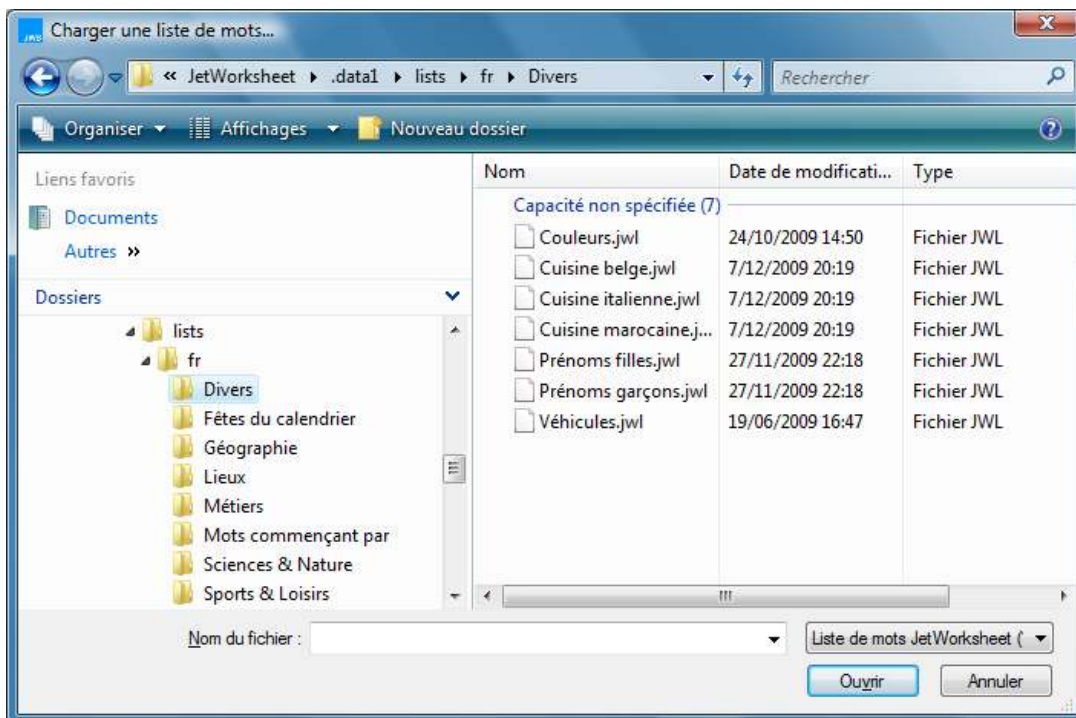 JWS Charger une liste de mots...
« JetWorksheet .data1 lists fr Divers Rechercher
Organiser Affichages Nouveau dossier
Liens favoris
Documents
Autres »
Dossiers
lists
fr
Divers
Fêtes du calendrier
Géographie
Lieux
Métiers
Mots commençant par
Sciences & Nature
Sports & Loisirs
Nom Date de modificati... Type
Capacité non spécifiée (7)
Couleurs.jwl 24/10/2009 14:50 Fichier JWL
Cuisine belge.jwl 7/12/2009 20:19 Fichier JWL
Cuisine italienne.jwl 7/12/2009 20:19 Fichier JWL
Cuisine marocaine.j... 7/12/2009 20:19 Fichier JWL
Prénoms filles.jwl 27/11/2009 22:18 Fichier JWL
Prénoms garçons.jwl 27/11/2009 22:18 Fichier JWL
Véhicules.jwl 19/06/2009 16:47 Fichier JWL
Nom du fichier : Liste de mots JetWorksheet (
Ouvrir Annuler